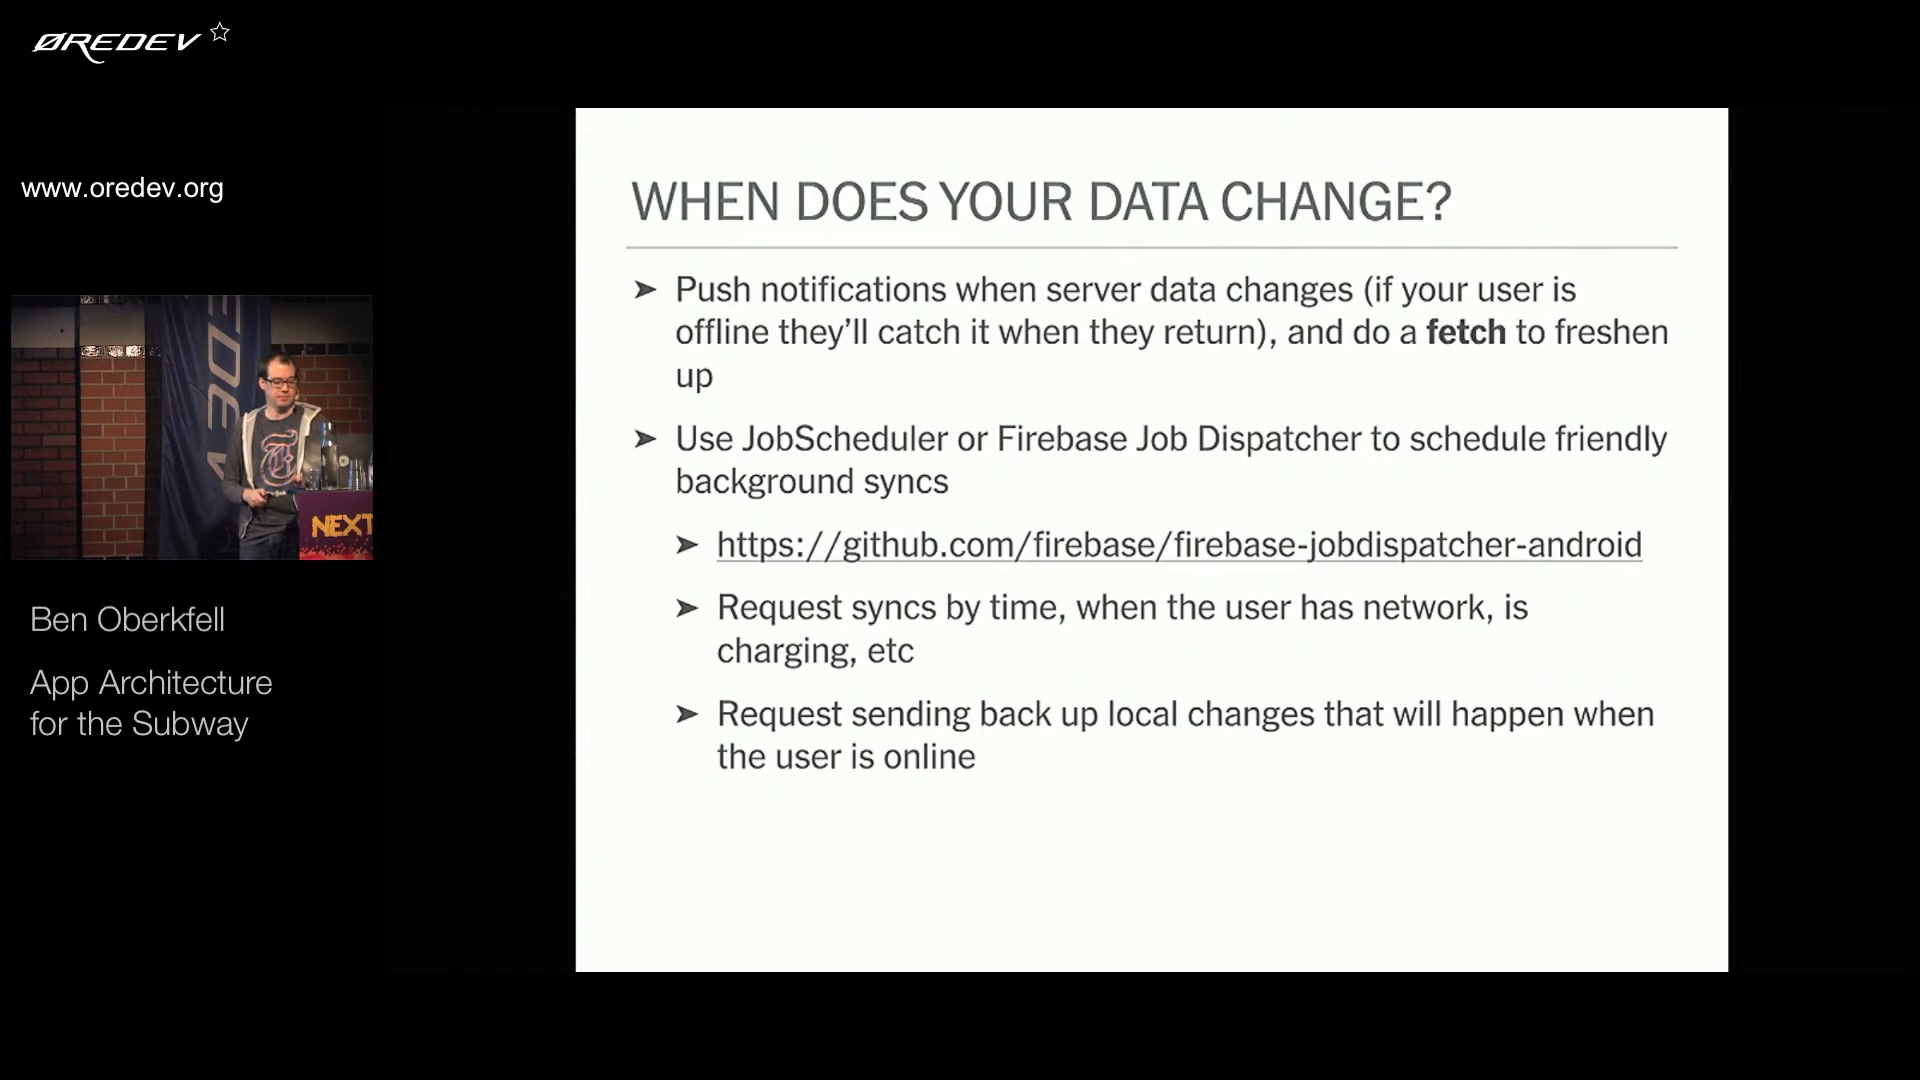 ØREDEV
www.oredev.org
NEXT
Ben Oberkfell
App Architecture
for the Subway
WHEN DOES YOUR DATA CHANGE?
➤ Push notifications when server data changes (if your user is
offline they’ll catch it when they return), and do a fetch to freshen
up
➤ Use JobScheduler or Firebase Job Dispatcher to schedule friendly
background syncs
➤ https://github.com/firebase/firebase-jobdispatcher-android
➤ Request syncs by time, when the user has network, is
charging, etc
➤ Request sending back up local changes that will happen when
the user is online